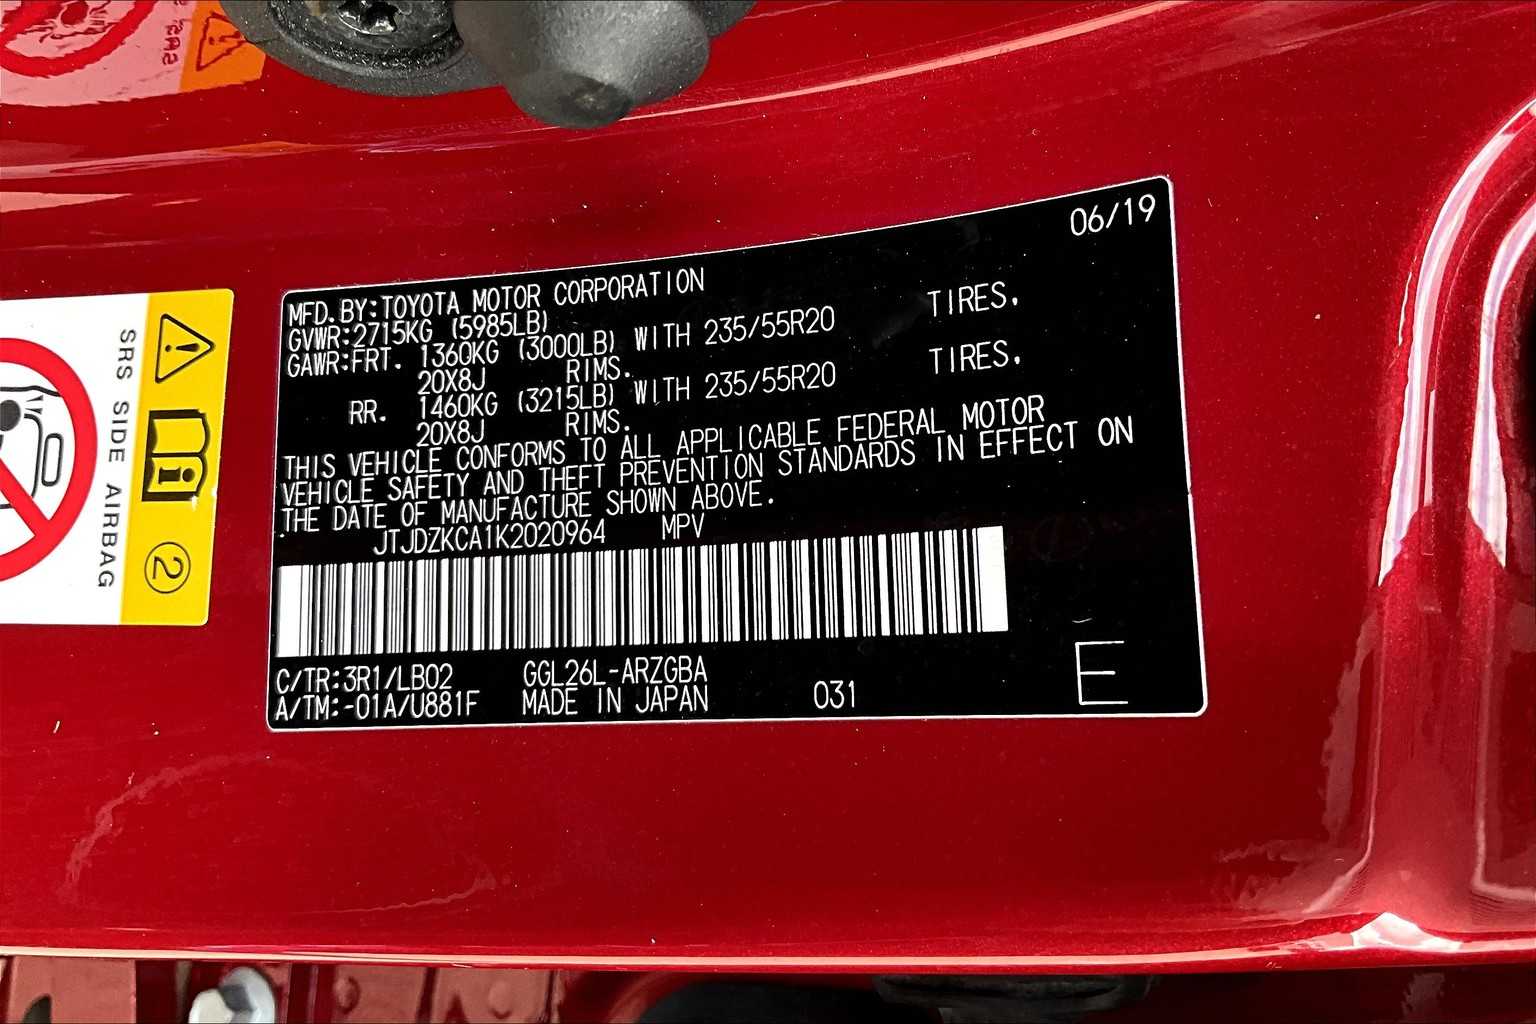 06/19
MFD.BY:TOYOTA MOTOR CORPORATION
GVWR:2715KG (5985LB)
GAWR:FRT. 1360KG (3000LB) WITH 235/55R20 TIRES.
20X8J RIMS.
RR. 1460KG (3215LB) WITH 235/55R20 TIRES.
20X8J RIMS.
THIS VEHICLE CONFORMS TO ALL APPLICABLE FEDERAL MOTOR
VEHICLE SAFETY AND THEFT PREVENTION STANDARDS IN EFFECT ON
THE DATE OF MANUFACTURE SHOWN ABOVE.
JTJDZKCA1K2020964 MPV
C/TR:3R1/LB02 GGL26L-ARZGBA
A/TM:-01A/U881F MADE IN JAPAN 031 E
SRS SIDE AIRBAG
2